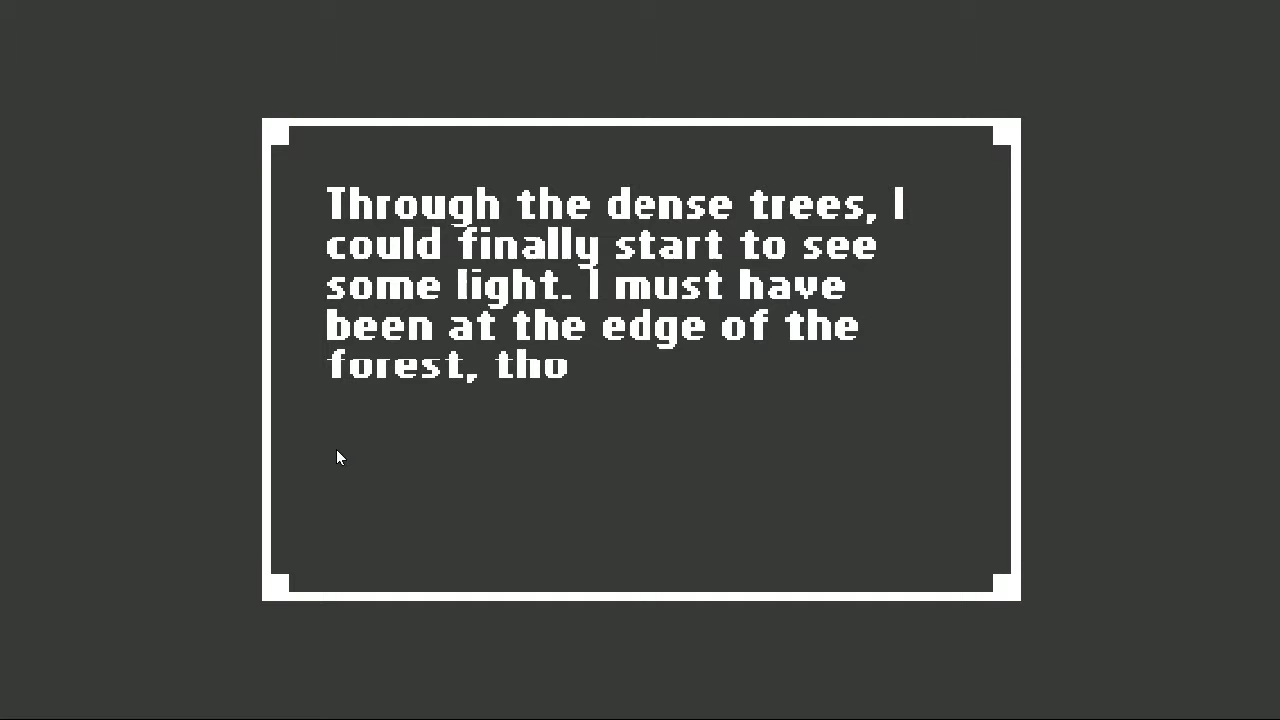 Through the dense trees, I
could finally start to see
some light. I must have
been at the edge of the
forest, tho